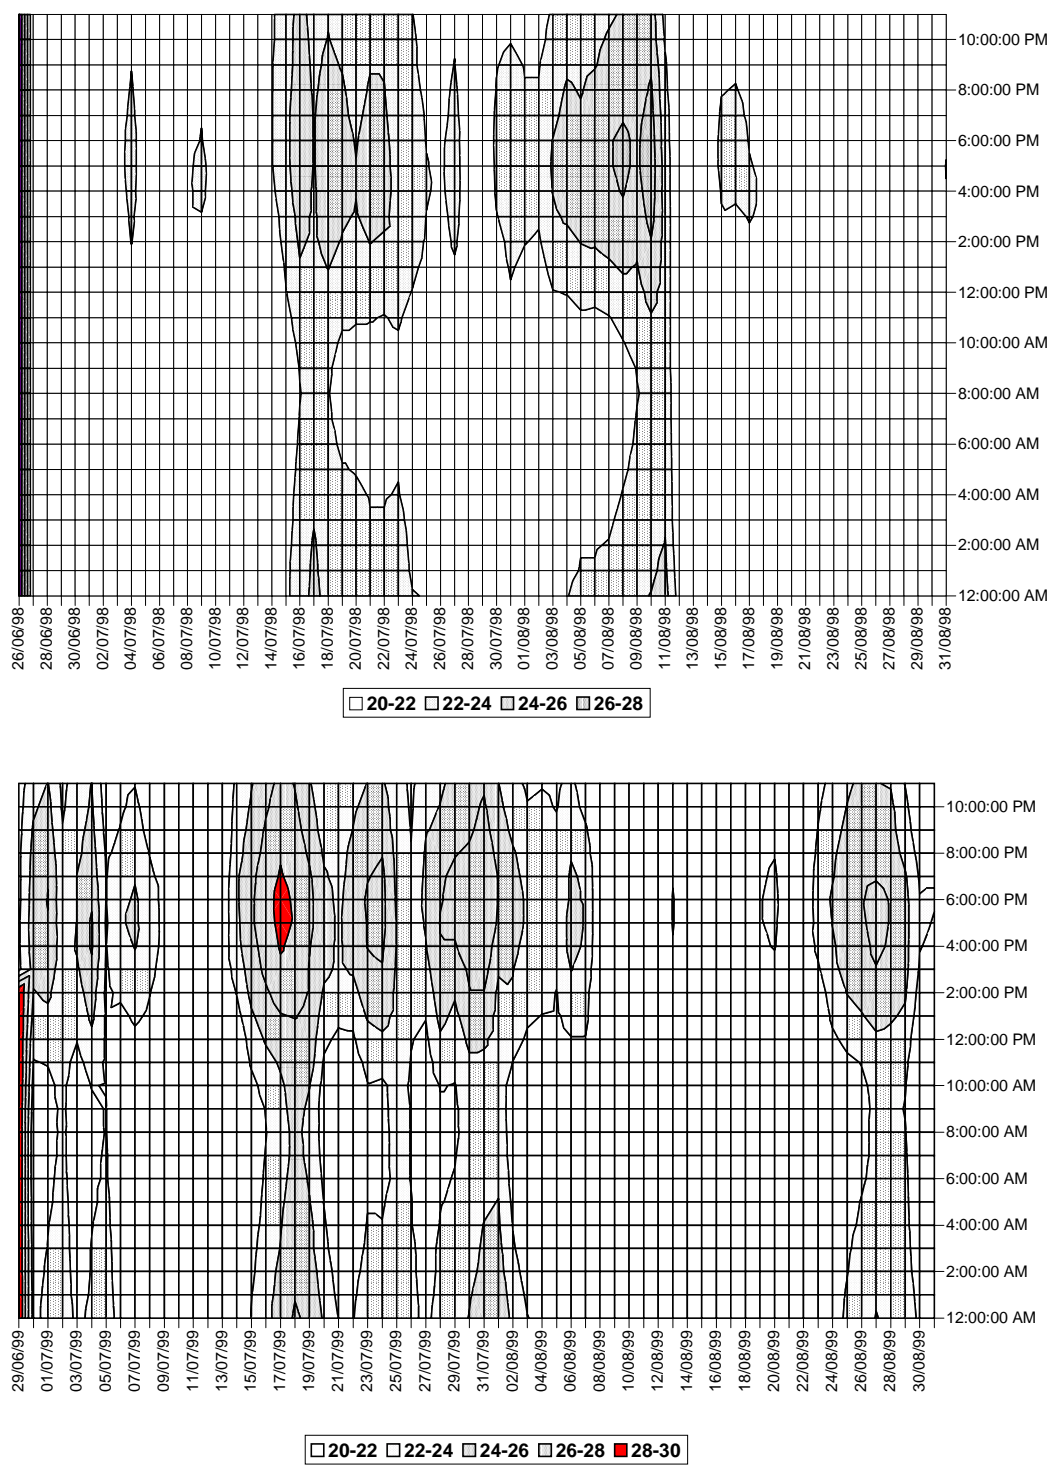 10:00:00 PM
8:00:00 PM
6:00:00 PM
4:00:00 PM
2:00:00 PM
12:00:00 PM
10:00:00 AM
8:00:00 AM
6:00:00 AM
4:00:00 AM
2:00:00 AM
12:00:00 AM
26/06/98
28/06/98
30/06/98
02/07/98
04/07/98
06/07/98
08/07/98
10/07/98
12/07/98
14/07/98
16/07/98
18/07/98
20/07/98
22/07/98
24/07/98
26/07/98
28/07/98
30/07/98
01/08/98
03/08/98
05/08/98
07/08/98
09/08/98
11/08/98
13/08/98
15/08/98
17/08/98
19/08/98
21/08/98
23/08/98
25/08/98
27/08/98
29/08/98
31/08/98
20-22 22-24 24-26 26-28
10:00:00 PM
8:00:00 PM
6:00:00 PM
4:00:00 PM
2:00:00 PM
12:00:00 PM
10:00:00 AM
8:00:00 AM
6:00:00 AM
4:00:00 AM
2:00:00 AM
12:00:00 AM
29/06/99
01/07/99
03/07/99
05/07/99
07/07/99
09/07/99
11/07/99
13/07/99
15/07/99
17/07/99
19/07/99
21/07/99
23/07/99
25/07/99
27/07/99
29/07/99
31/07/99
02/08/99
04/08/99
06/08/99
08/08/99
10/08/99
12/08/99
14/08/99
16/08/99
18/08/99
20/08/99
22/08/99
24/08/99
26/08/99
28/08/99
30/08/99
20-22 22-24 24-26 26-28 28-30